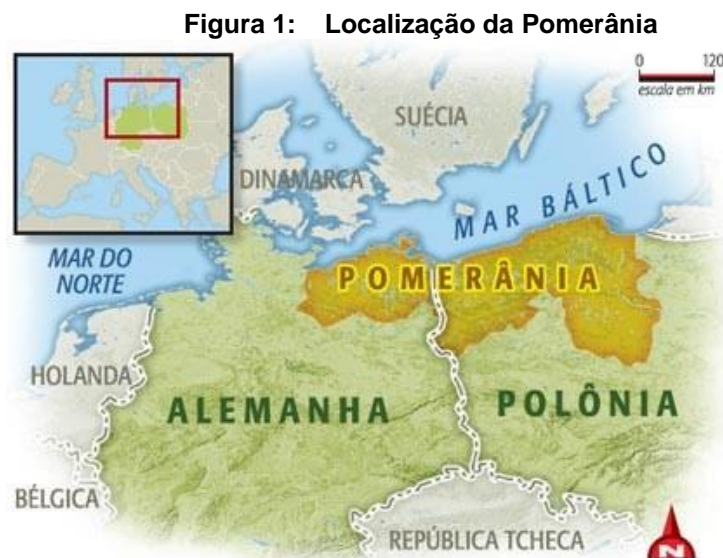 Figura 1: Localização da Pomerânia
0 120
escala em km
SUÉCIA
DINAMARCA
MAR BÁLTICO
MAR DO
NORTE
POMERÂNIA
HOLANDA
ALEMANHA
POLÔNIA
BÉLGICA
REPÚBLICA TCHECA
N